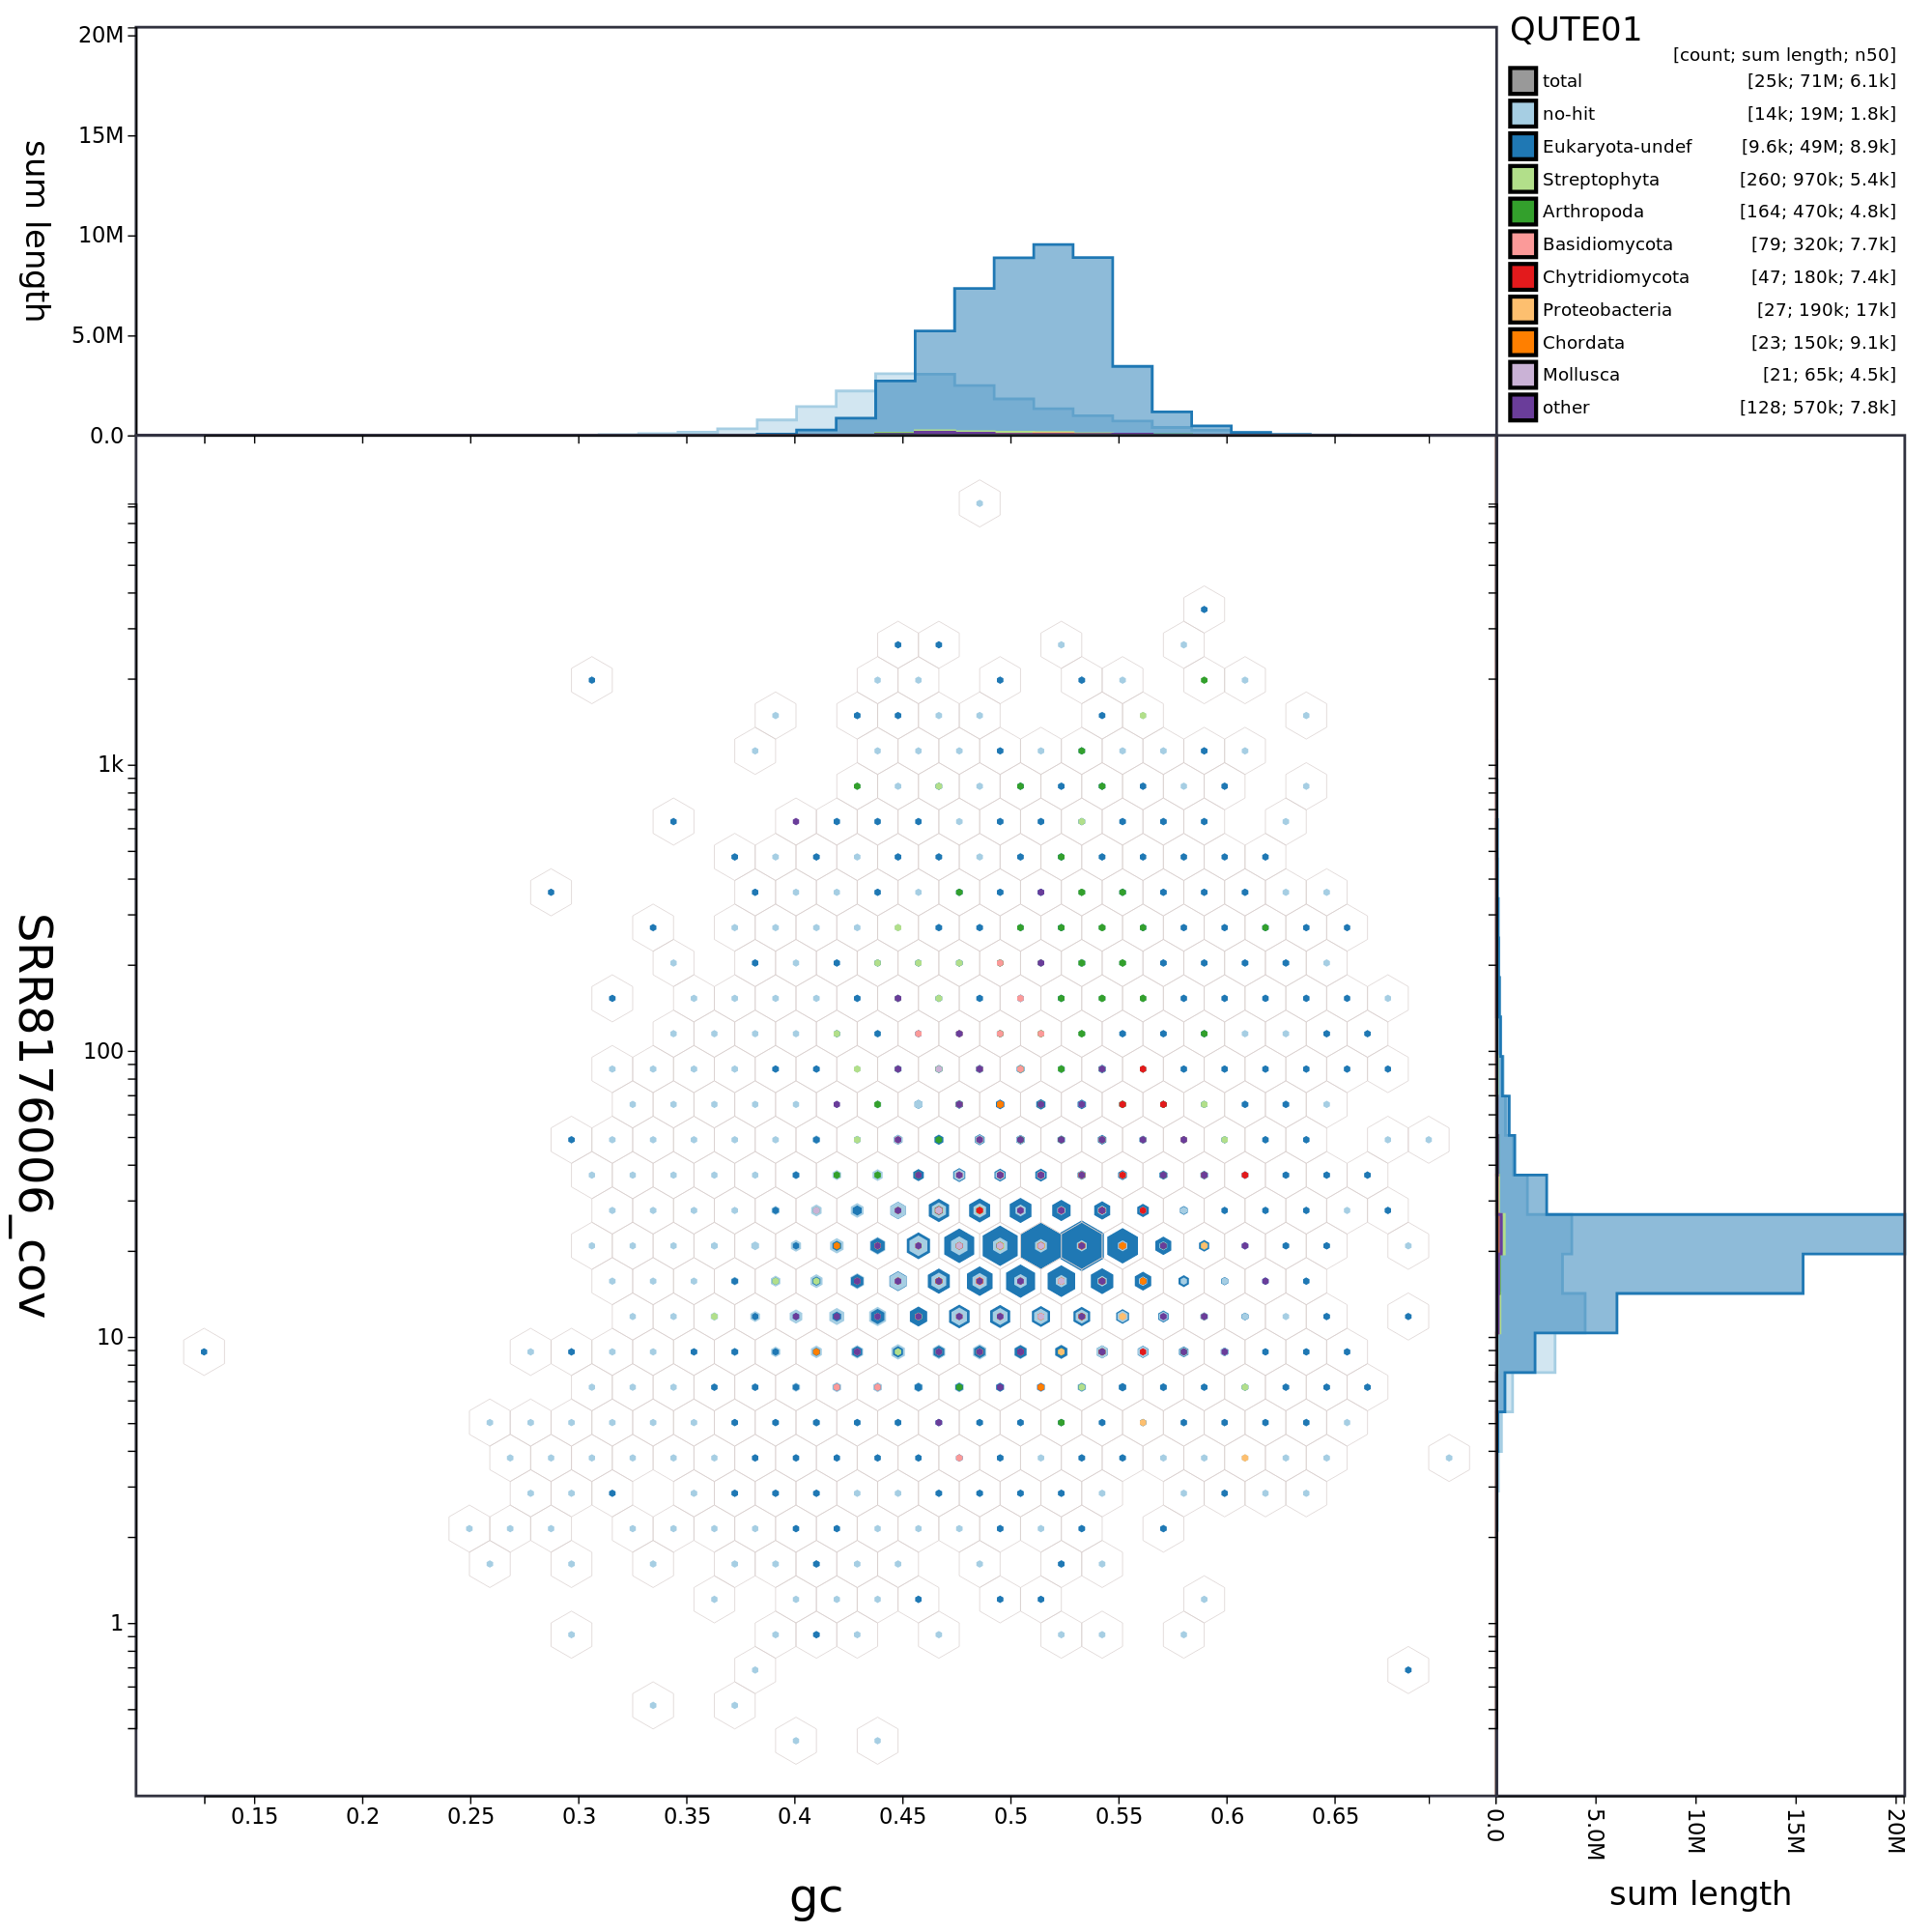 QUTE01
[count; sum length; n50]
total [25k; 71M; 6.1k]
no-hit [14k; 19M; 1.8k]
Eukaryota-undef [9.6k; 49M; 8.9k]
Streptophyta [260; 970k; 5.4k]
Arthropoda [164; 470k; 4.8k]
Basidiomycota [79; 320k; 7.7k]
Chytridiomycota [47; 180k; 7.4k]
Proteobacteria [27; 190k; 17k]
Chordata [23; 150k; 9.1k]
Mollusca [21; 65k; 4.5k]
other [128; 570k; 7.8k]
sum length
20M
15M
10M
5.0M
0.0
SRR8176006_cov
1k
100
10
1
0.15 0.2 0.25 0.3 0.35 0.4 0.45 0.5 0.55 0.6 0.65
gc
0.0 5.0M 10M 15M 20M
sum length